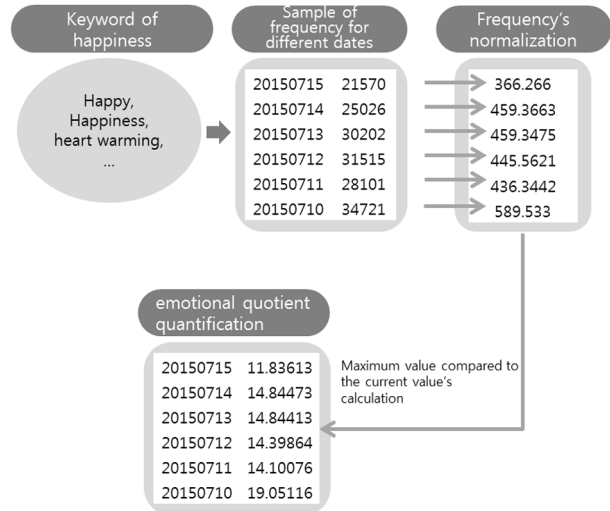 Keyword of
happiness
Happy,
Happiness,
heart warming,
...
Sample of
frequency for
different dates
20150715 21570
20150714 25026
20150713 30202
20150712 31515
20150711 28101
20150710 34721
Frequency's
normalization
366.266
459.3663
459.3475
445.5621
436.3442
589.533
Maximum value compared to
the current value's
calculation
emotional quotient
quantification
20150715 11.83613
20150714 14.84473
20150713 14.84413
20150712 14.39864
20150711 14.10076
20150710 19.05116